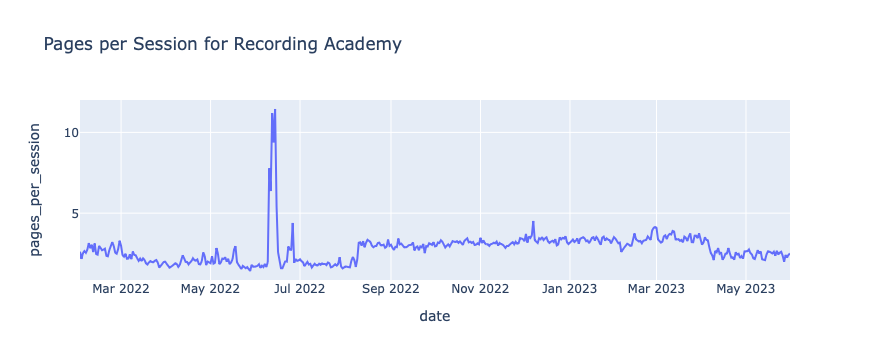 Pages per Session for Recording Academy
pages_per_session
10
5
Mar 2022 May 2022 Jul 2022 Sep 2022 Nov 2022 Jan 2023 Mar 2023 May 2023
date